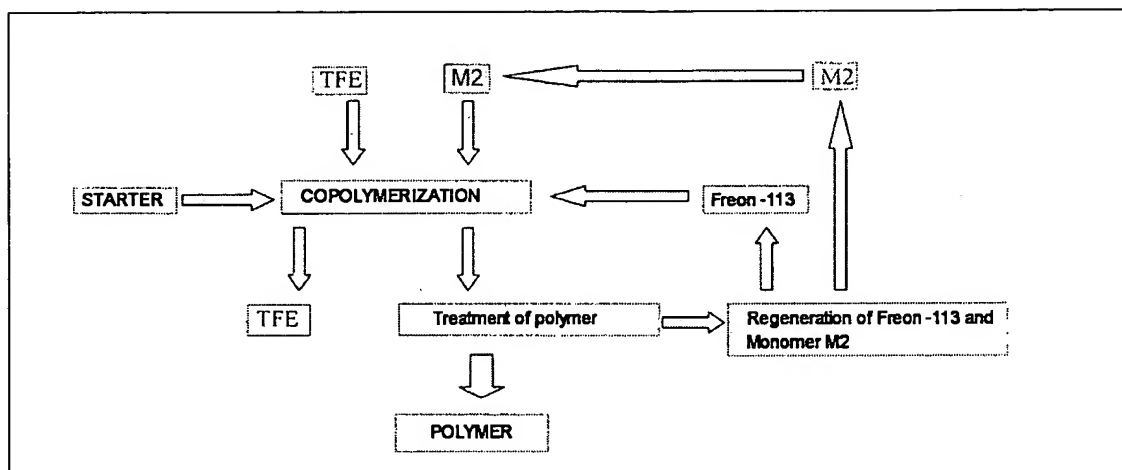 TFE
M2
M2
STARTER
COPOLYMERIZATION
Freon -113
TFE
Treatment of polymer
Regeneration of Freon -113 and
Monomer M2
POLYMER